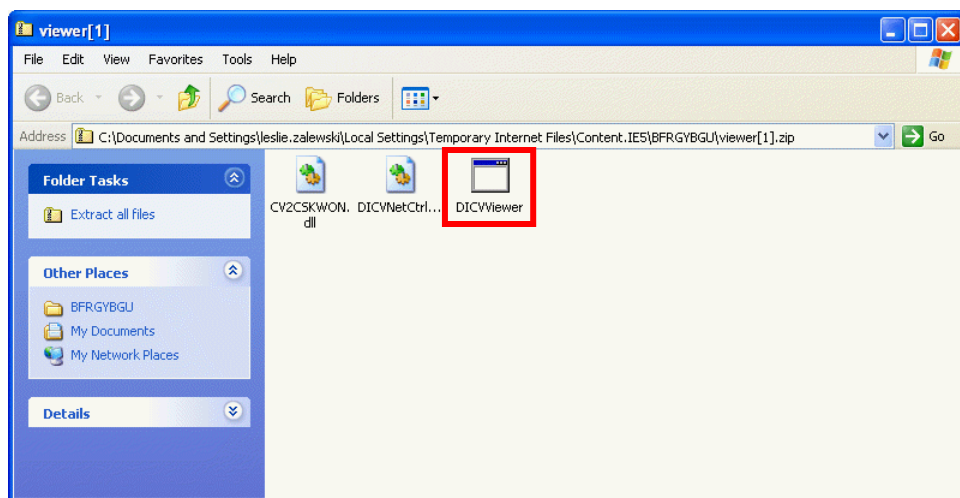 viewer[1]
File Edit View Favorites Tools Help
Back Search Folders
Address C:\Documents and Settings\leslie.zalewski\Local Settings\Temporary Internet Files\Content.IE5\BFRGYBGU\viewer[1].zip Go
Folder Tasks
Extract all files
Other Places
BFRGYBGU
My Documents
My Network Places
Details
CV2CSKWON.dll DICVNetCtrl... DICVViewer